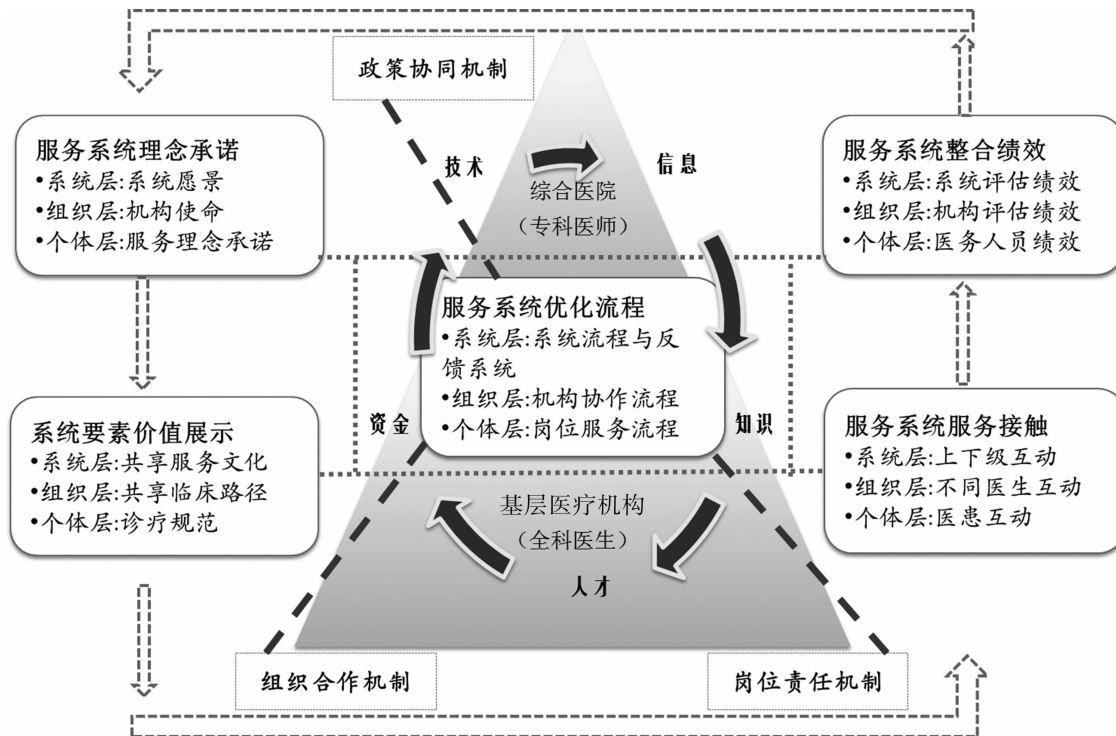 政策协同机制
服务系统理念承诺
•系统层:系统愿景
•组织层:机构使命
•个体层:服务理念承诺
技术
信息
综合医院
（专科医师）
服务系统整合绩效
•系统层:系统评估绩效
•组织层:机构评估绩效
•个体层:医务人员绩效
服务系统优化流程
•系统层:系统流程与反
馈系统
•组织层:机构协作流程
•个体层:岗位服务流程
资金
知识
系统要素价值展示
•系统层:共享服务文化
•组织层:共享临床路径
•个体层:诊疗规范
服务系统服务接触
•系统层:上下级互动
•组织层:不同医生互动
•个体层:医患互动
基层医疗机构
（全科医生）
人才
组织合作机制
岗位责任机制